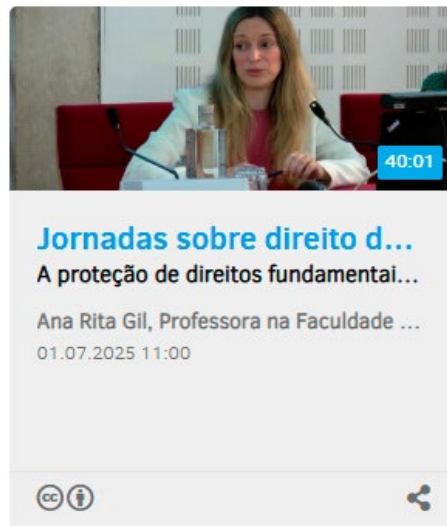 40:01
Jornadas sobre direito d...
A proteção de direitos fundamentai...
Ana Rita Gil, Professora na Faculdade ...
01.07.2025 11:00
cc